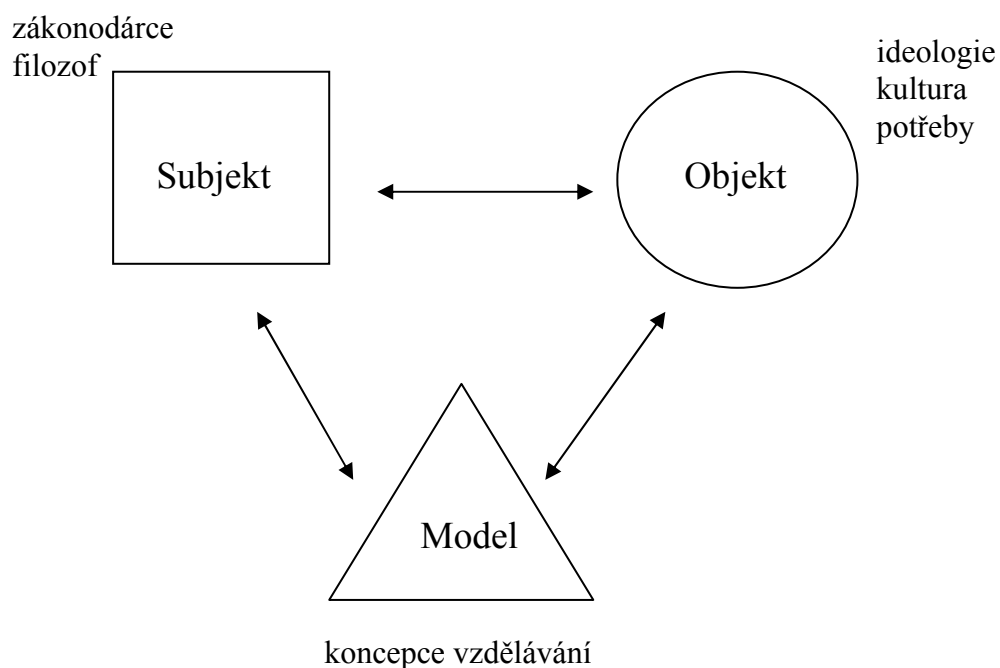 zákonodárce
filozof
ideologie
kultura
potřeby
Subjekt
Objekt
Model
koncepce vzdělávání